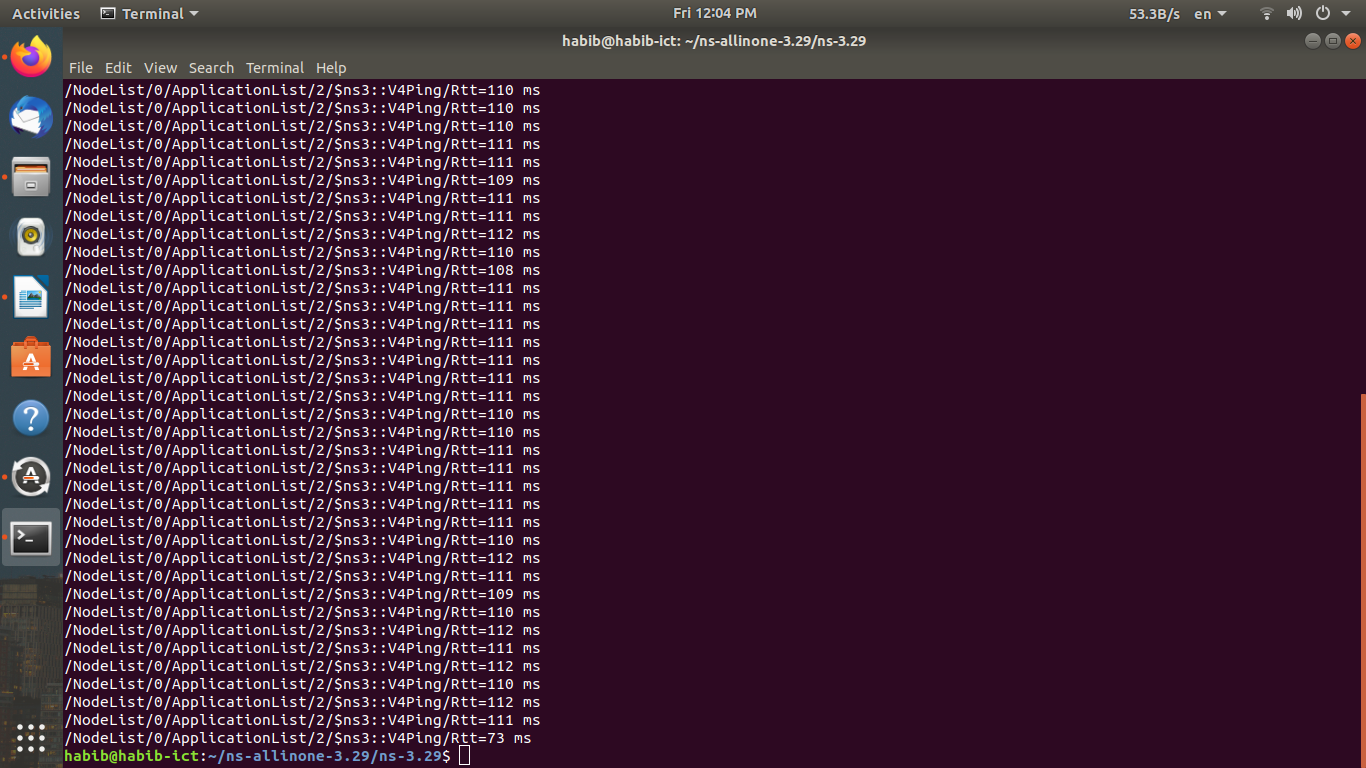 Activities Terminal Fri 12:04 PM 53.3B/s en
habib@habib-ict: ~/ns-allinone-3.29/ns-3.29
File Edit View Search Terminal Help
/NodeList/0/ApplicationList/2/$ns3::V4Ping/Rtt=110 ms
/NodeList/0/ApplicationList/2/$ns3::V4Ping/Rtt=110 ms
/NodeList/0/ApplicationList/2/$ns3::V4Ping/Rtt=110 ms
/NodeList/0/ApplicationList/2/$ns3::V4Ping/Rtt=111 ms
/NodeList/0/ApplicationList/2/$ns3::V4Ping/Rtt=111 ms
/NodeList/0/ApplicationList/2/$ns3::V4Ping/Rtt=109 ms
/NodeList/0/ApplicationList/2/$ns3::V4Ping/Rtt=111 ms
/NodeList/0/ApplicationList/2/$ns3::V4Ping/Rtt=111 ms
/NodeList/0/ApplicationList/2/$ns3::V4Ping/Rtt=112 ms
/NodeList/0/ApplicationList/2/$ns3::V4Ping/Rtt=110 ms
/NodeList/0/ApplicationList/2/$ns3::V4Ping/Rtt=108 ms
/NodeList/0/ApplicationList/2/$ns3::V4Ping/Rtt=111 ms
/NodeList/0/ApplicationList/2/$ns3::V4Ping/Rtt=111 ms
/NodeList/0/ApplicationList/2/$ns3::V4Ping/Rtt=111 ms
/NodeList/0/ApplicationList/2/$ns3::V4Ping/Rtt=111 ms
/NodeList/0/ApplicationList/2/$ns3::V4Ping/Rtt=111 ms
/NodeList/0/ApplicationList/2/$ns3::V4Ping/Rtt=111 ms
/NodeList/0/ApplicationList/2/$ns3::V4Ping/Rtt=111 ms
/NodeList/0/ApplicationList/2/$ns3::V4Ping/Rtt=110 ms
/NodeList/0/ApplicationList/2/$ns3::V4Ping/Rtt=110 ms
/NodeList/0/ApplicationList/2/$ns3::V4Ping/Rtt=111 ms
/NodeList/0/ApplicationList/2/$ns3::V4Ping/Rtt=111 ms
/NodeList/0/ApplicationList/2/$ns3::V4Ping/Rtt=111 ms
/NodeList/0/ApplicationList/2/$ns3::V4Ping/Rtt=111 ms
/NodeList/0/ApplicationList/2/$ns3::V4Ping/Rtt=111 ms
/NodeList/0/ApplicationList/2/$ns3::V4Ping/Rtt=110 ms
/NodeList/0/ApplicationList/2/$ns3::V4Ping/Rtt=112 ms
/NodeList/0/ApplicationList/2/$ns3::V4Ping/Rtt=111 ms
/NodeList/0/ApplicationList/2/$ns3::V4Ping/Rtt=109 ms
/NodeList/0/ApplicationList/2/$ns3::V4Ping/Rtt=110 ms
/NodeList/0/ApplicationList/2/$ns3::V4Ping/Rtt=112 ms
/NodeList/0/ApplicationList/2/$ns3::V4Ping/Rtt=111 ms
/NodeList/0/ApplicationList/2/$ns3::V4Ping/Rtt=112 ms
/NodeList/0/ApplicationList/2/$ns3::V4Ping/Rtt=110 ms
/NodeList/0/ApplicationList/2/$ns3::V4Ping/Rtt=112 ms
/NodeList/0/ApplicationList/2/$ns3::V4Ping/Rtt=111 ms
/NodeList/0/ApplicationList/2/$ns3::V4Ping/Rtt=73 ms
habib@habib-ict:~/ns-allinone-3.29/ns-3.29$